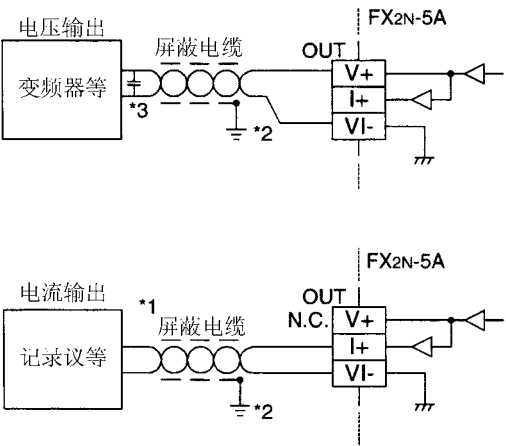 电压输出
变频器等
屏蔽电缆
*3
*2
FX2N-5A
OUT
V+
I+
VI-
电流输出
记录议等
*1
屏蔽电缆
*2
FX2N-5A
OUT
N.C.
V+
I+
VI-